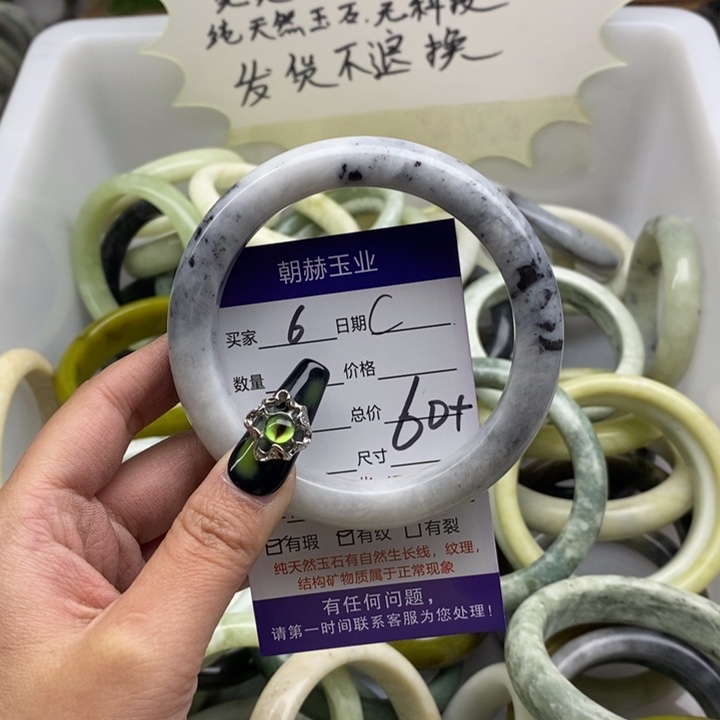 纯天然玉石.无科技
发货不退换
朝赫玉业
买家 6 日期 C
数量 价格
总价 60+
尺寸
☑有瑕 ☑有纹 □有裂
纯天然玉石有自然生长线，纹理，
结构矿物质属于正常现象
有任何问题，
请第一时间联系客服为您处理！